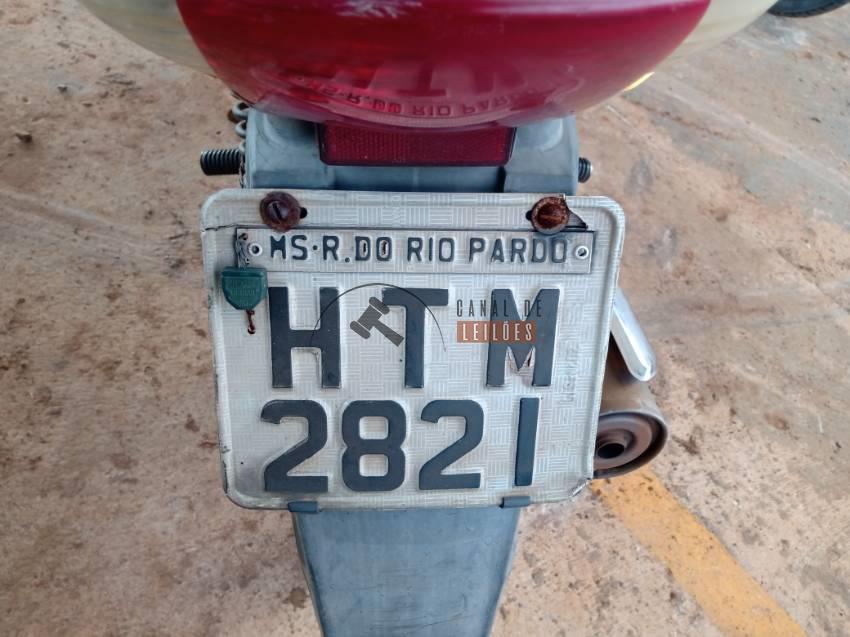 MS·R.DO RIO PARDO
HTM
CANAL DE
LEILÕES
2821